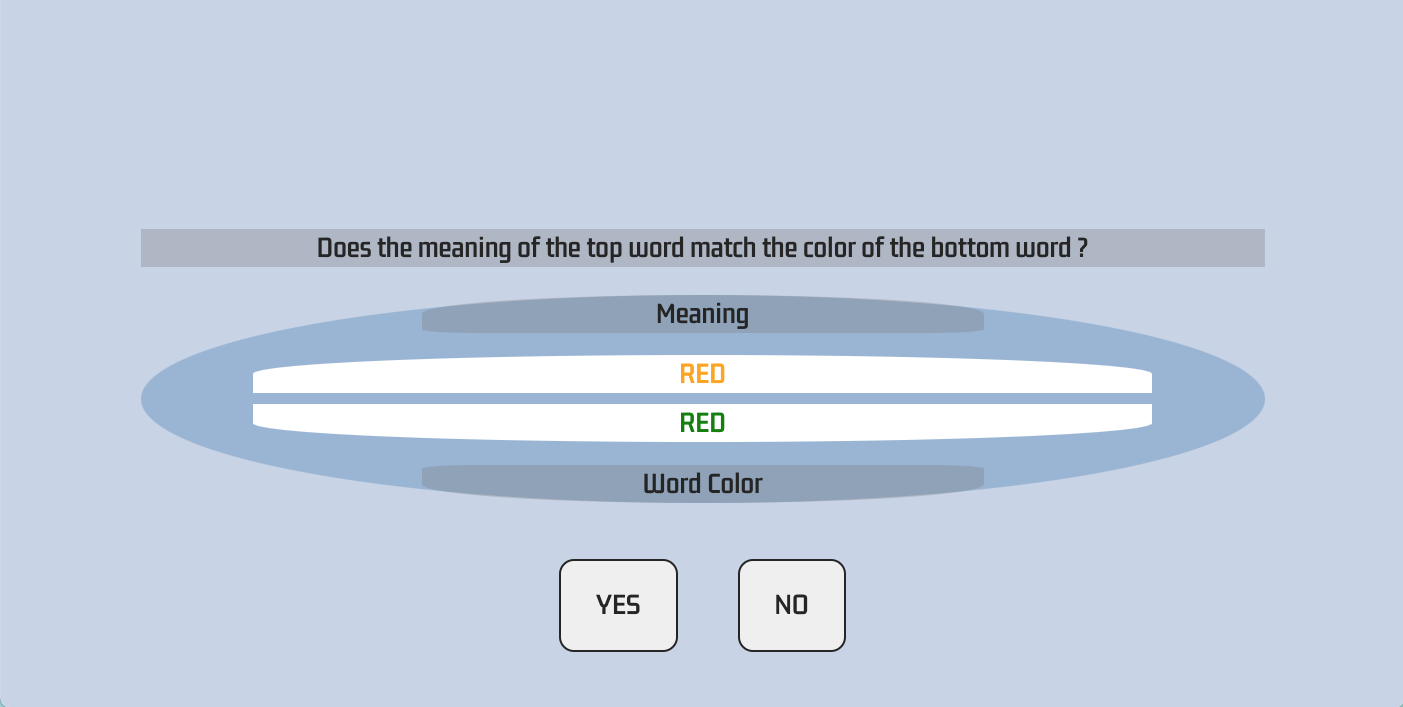 Does the meaning of the top word match the color of the bottom word ?
Meaning
RED
RED
Word Color
YES NO